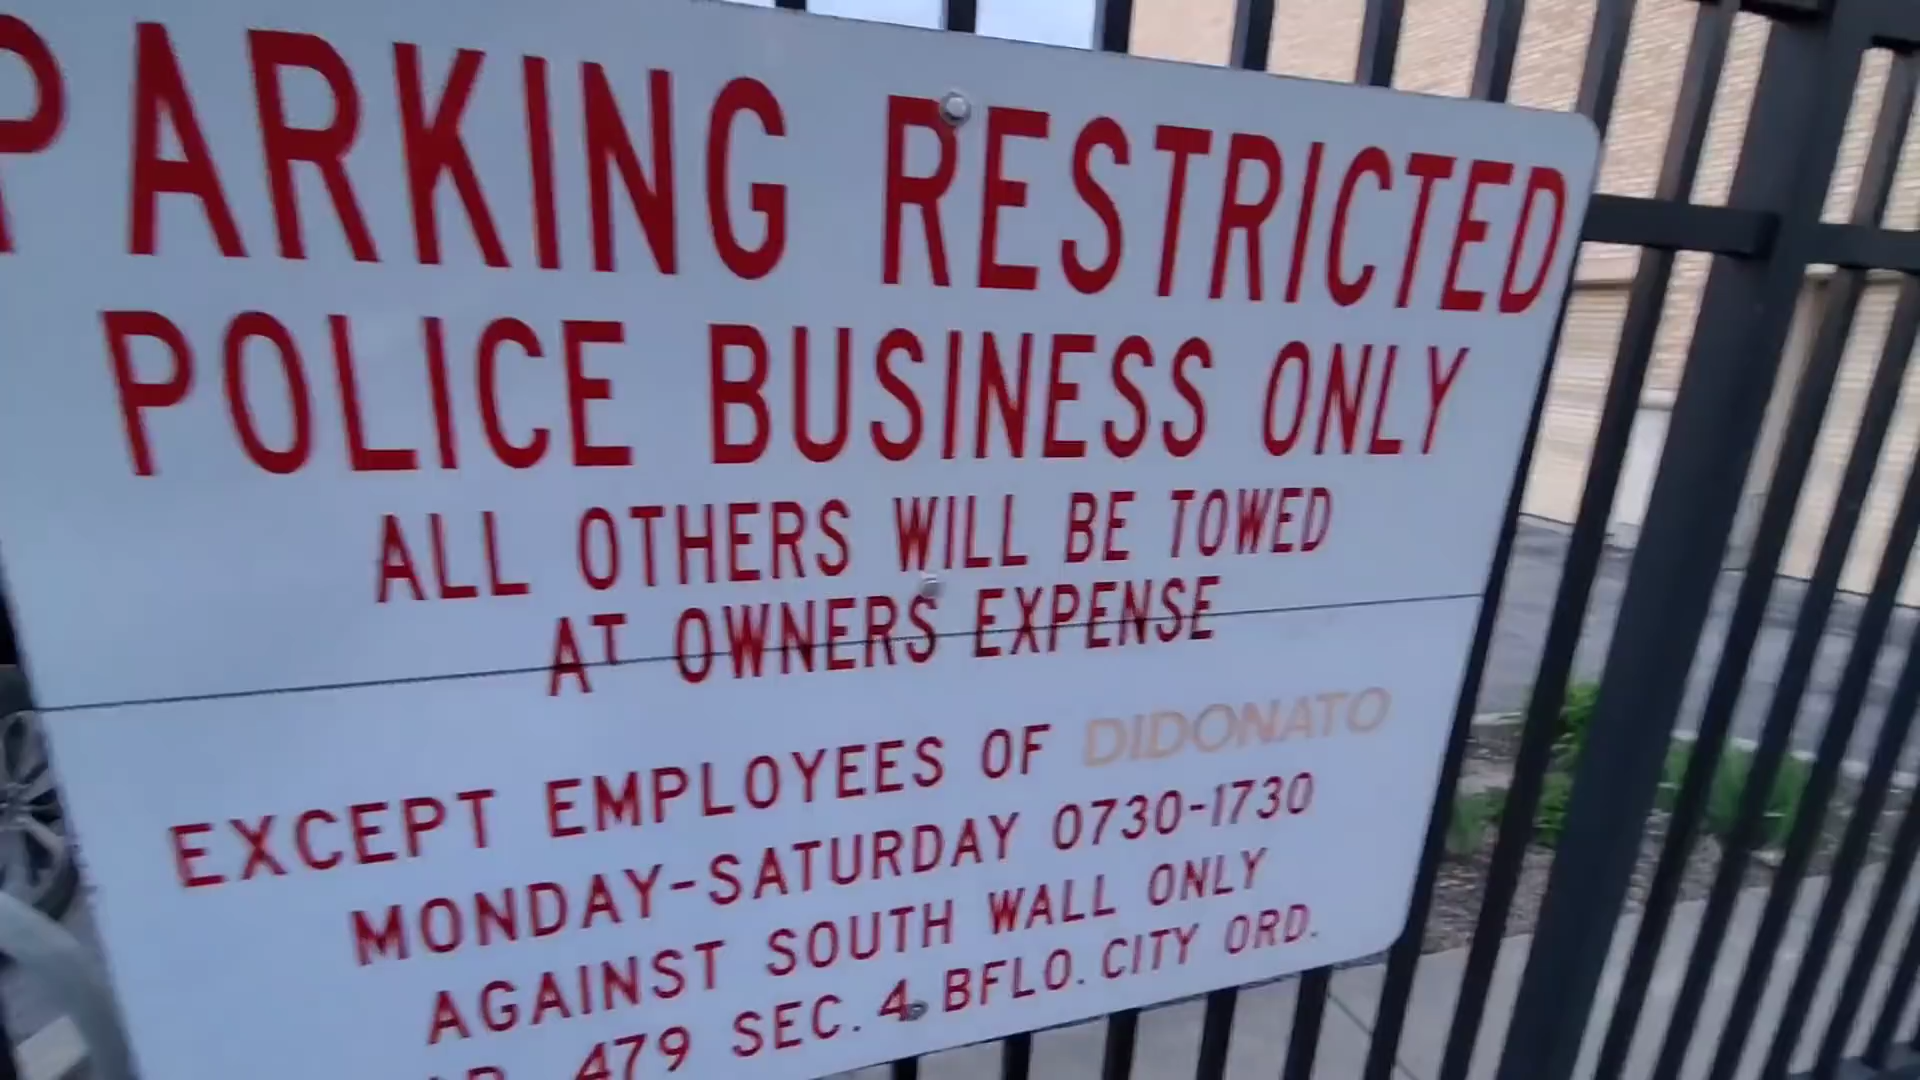 PARKING RESTRICTED
POLICE BUSINESS ONLY
ALL OTHERS WILL BE TOWED
AT OWNERS EXPENSE
EXCEPT EMPLOYEES OF DIDONATO
MONDAY-SATURDAY 0730-1730
AGAINST SOUTH WALL ONLY
479 SEC. 4 BFLO. CITY ORD.